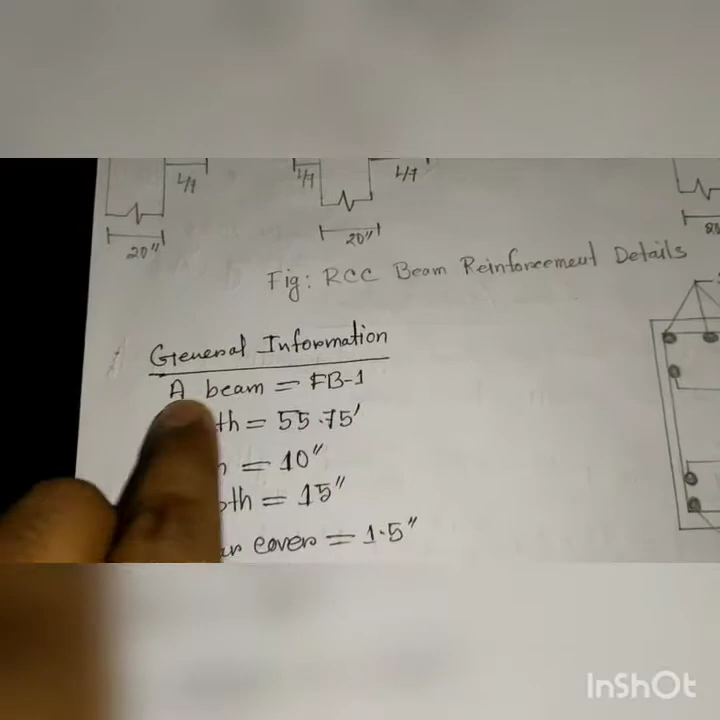 L/4 L/4 L/4
20" 20"
Fig: RCC Beam Reinforcement Details
General Information
A beam = FB-1
th = 55.75'
= 10"
th = 15"
cover = 1.5"
InShOt